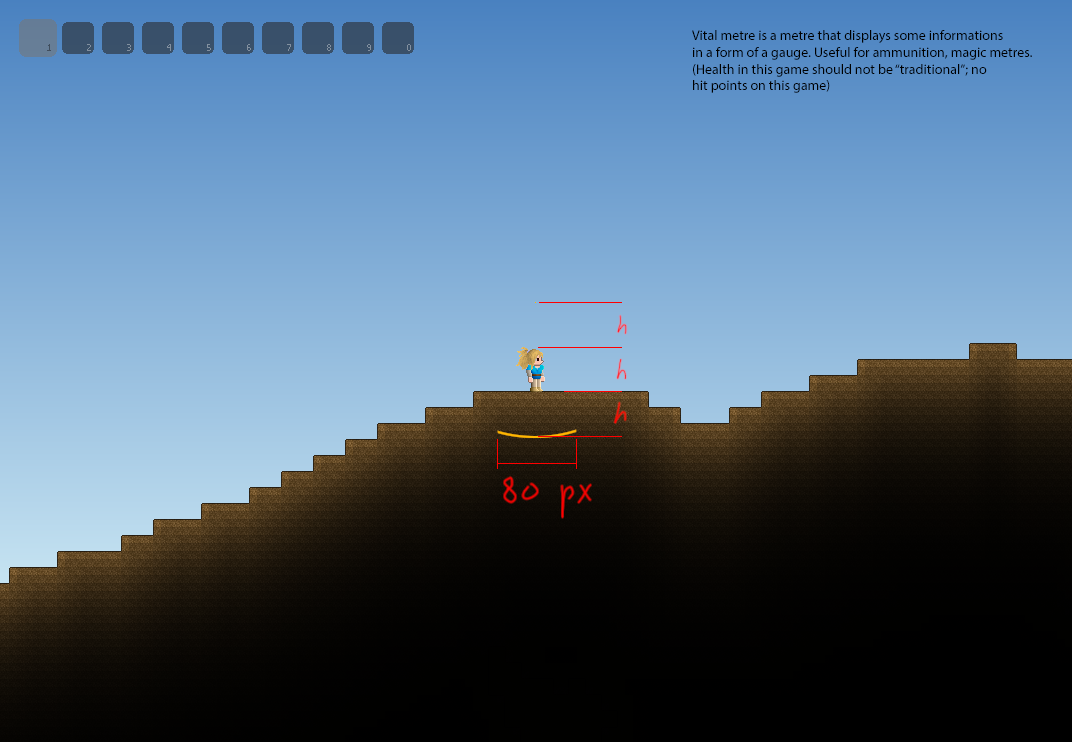 1 2 3 4 5 6 7 8 9 0
Vital metre is a metre that displays some informations
in a form of a gauge. Useful for ammunition, magic metres.
(Health in this game should not be “traditional”; no
hit points on this game)
h
h
h
80 px